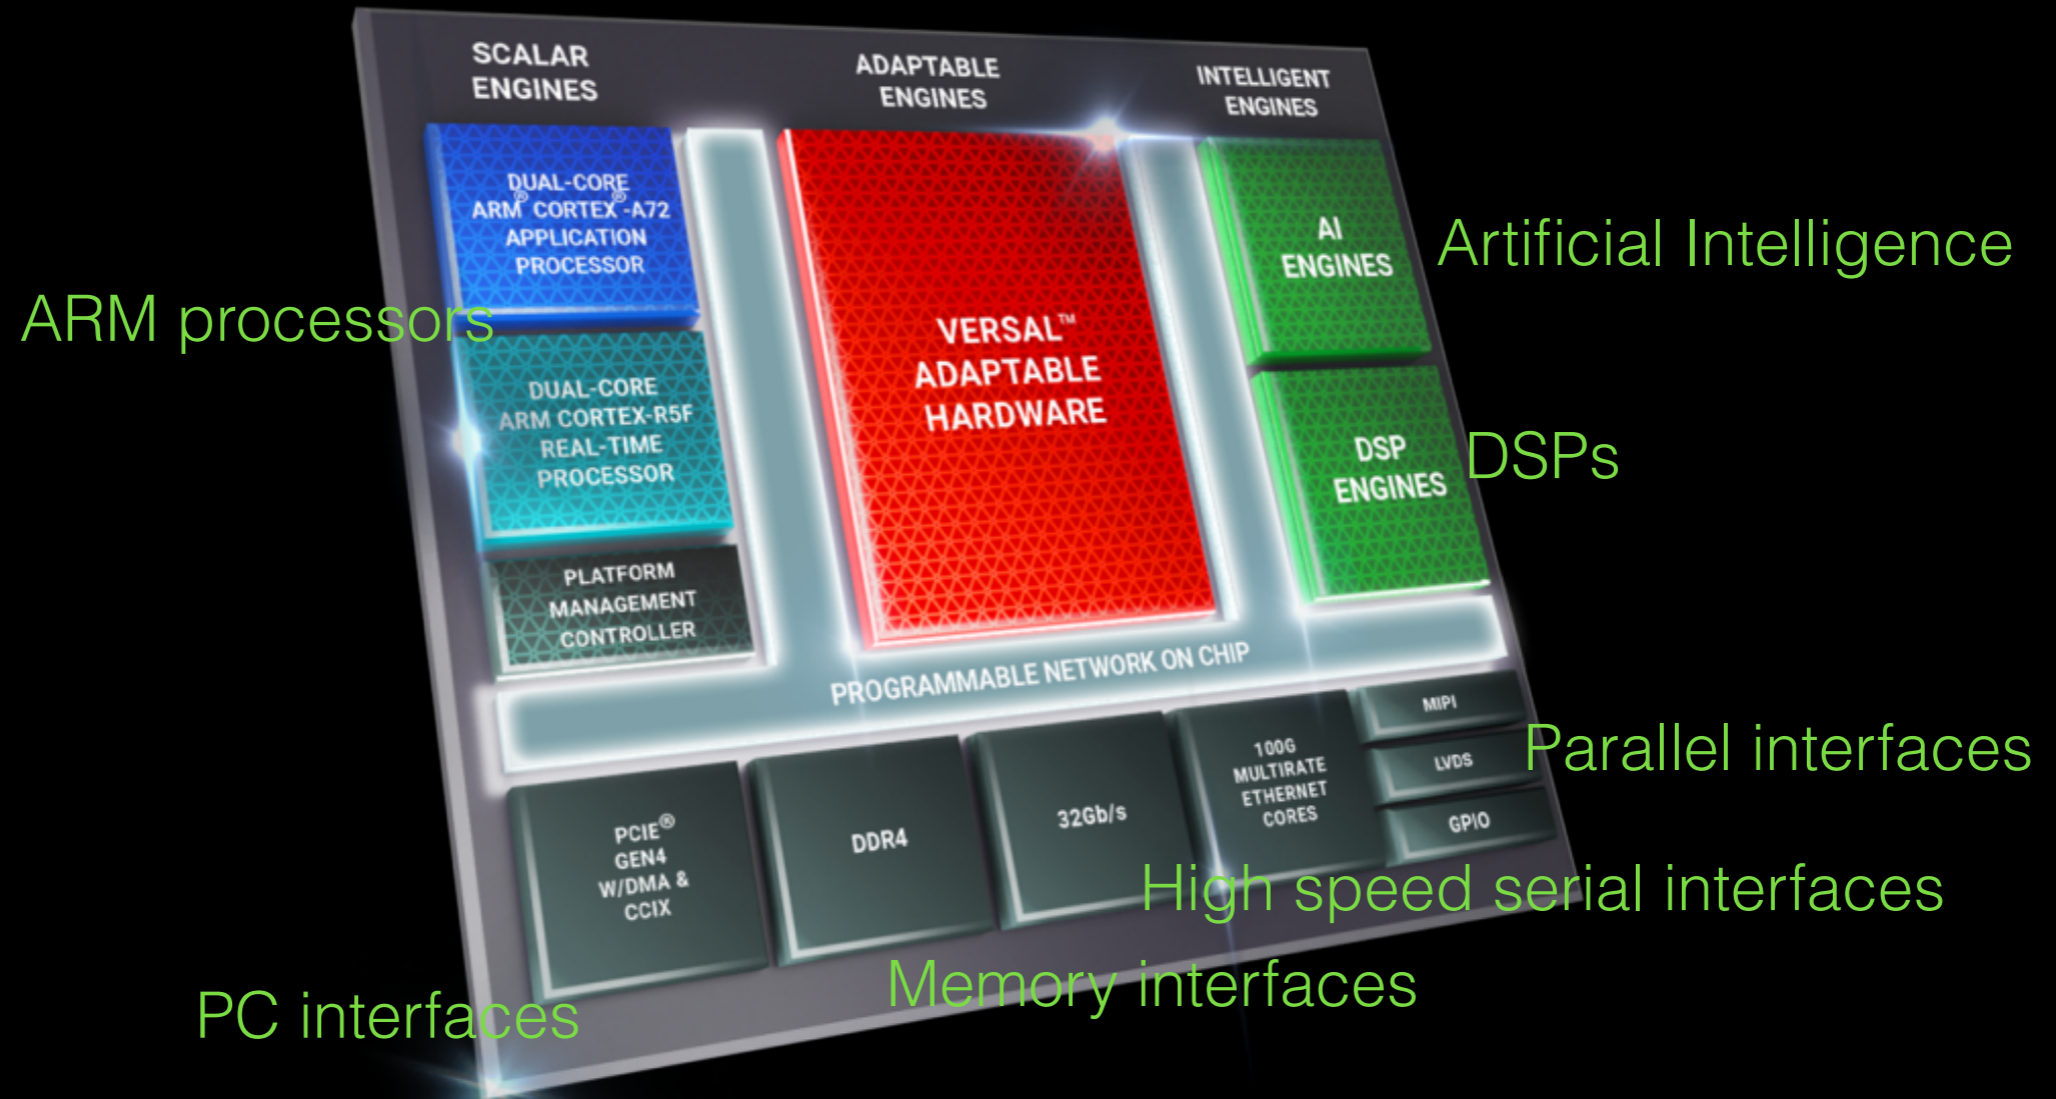 SCALAR
ENGINES
ADAPTABLE
ENGINES
INTELLIGENT
ENGINES
DUAL-CORE
ARM® CORTEX®-A72
APPLICATION
PROCESSOR
ARM processors
DUAL-CORE
ARM CORTEX-R5F
REAL-TIME
PROCESSOR
PLATFORM
MANAGEMENT
CONTROLLER
VERSAL™
ADAPTABLE
HARDWARE
AI
ENGINES
Artificial Intelligence
DSP
ENGINES
DSPs
PROGRAMMABLE NETWORK ON CHIP
PCIE®
GEN4
W/DMA &
CCIX
DDR4
32Gb/s
100G
MULTIRATE
ETHERNET
CORES
MIPI
LVDS
GPIO
Parallel interfaces
High speed serial interfaces
Memory interfaces
PC interfaces